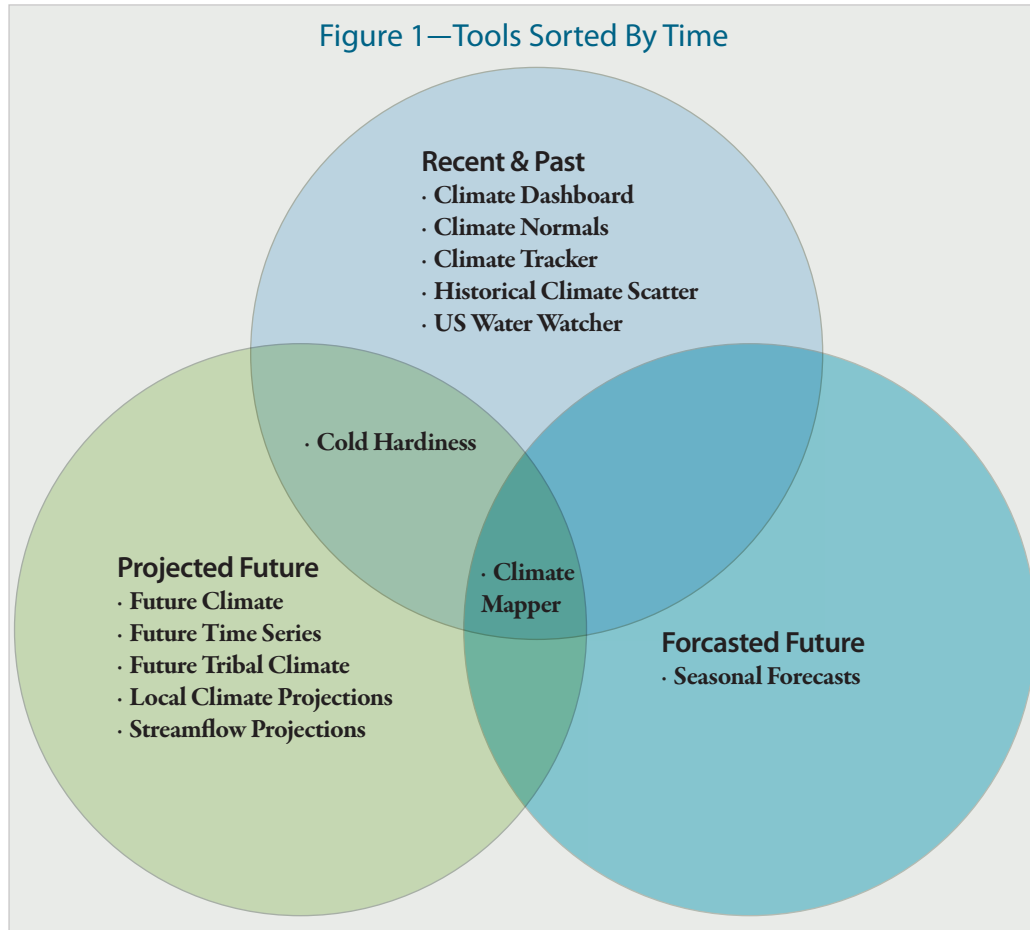 Figure 1—Tools Sorted By Time
Recent & Past
· Climate Dashboard
· Climate Normals
· Climate Tracker
· Historical Climate Scatter
· US Water Watcher
· Cold Hardiness
Projected Future
· Future Climate
· Future Time Series
· Future Tribal Climate
· Local Climate Projections
· Streamflow Projections
· Climate
Mapper
Forcasted Future
· Seasonal Forecasts